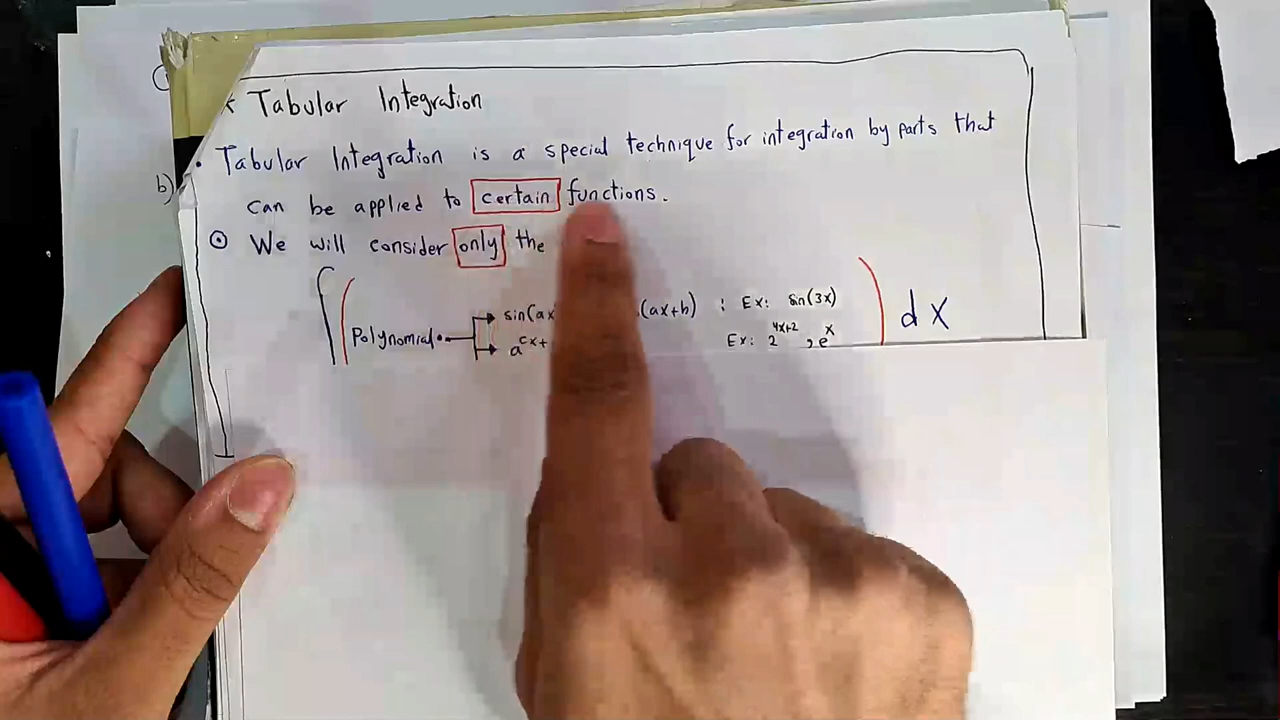 * Tabular Integration
• Tabular Integration is a special technique for integration by parts that
b)
can be applied to certain functions.
⊙ We will consider only the
∫ ( Polynomial • sin(ax (ax+b) : Ex: sin(3x) ) dx
a^{cx+ Ex: 2^{4x+2}, e^x